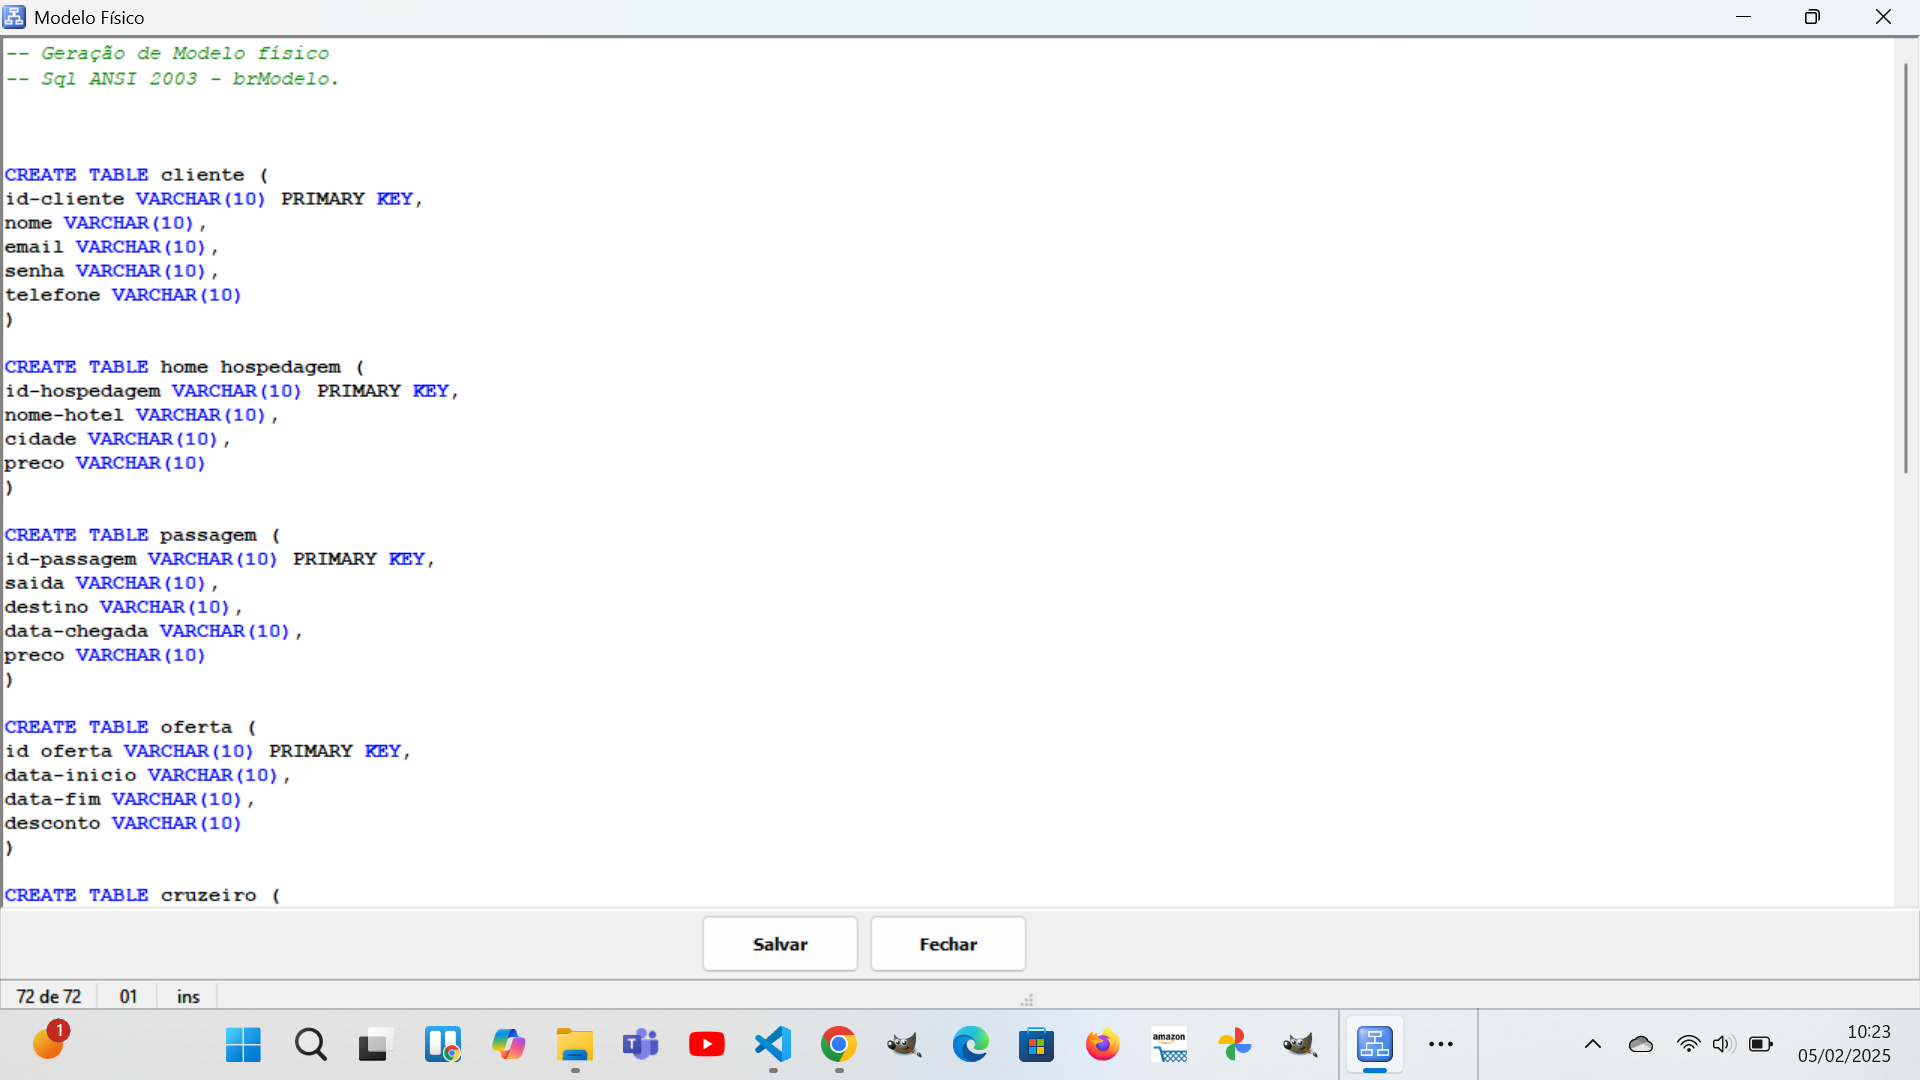 Modelo Físico
-- Geração de Modelo físico
-- Sql ANSI 2003 - brModelo.
CREATE TABLE cliente (
id-cliente VARCHAR(10) PRIMARY KEY,
nome VARCHAR(10),
email VARCHAR(10),
senha VARCHAR(10),
telefone VARCHAR(10)
)
CREATE TABLE home hospedagem (
id-hospedagem VARCHAR(10) PRIMARY KEY,
nome-hotel VARCHAR(10),
cidade VARCHAR(10),
preco VARCHAR(10)
)
CREATE TABLE passagem (
id-passagem VARCHAR(10) PRIMARY KEY,
saida VARCHAR(10),
destino VARCHAR(10),
data-chegada VARCHAR(10),
preco VARCHAR(10)
)
CREATE TABLE oferta (
id oferta VARCHAR(10) PRIMARY KEY,
data-inicio VARCHAR(10),
data-fim VARCHAR(10),
desconto VARCHAR(10)
)
CREATE TABLE cruzeiro (
Salvar Fechar
72 de 72 01 ins
1
T
amazon
10:23
05/02/2025